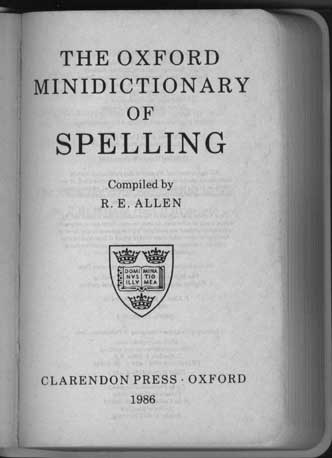 THE OXFORD
MINIDICTIONARY
OF
SPELLING
Compiled by
R. E. ALLEN
DOMI MINA
NVS TIO
ILLV MEA
CLARENDON PRESS · OXFORD
1986